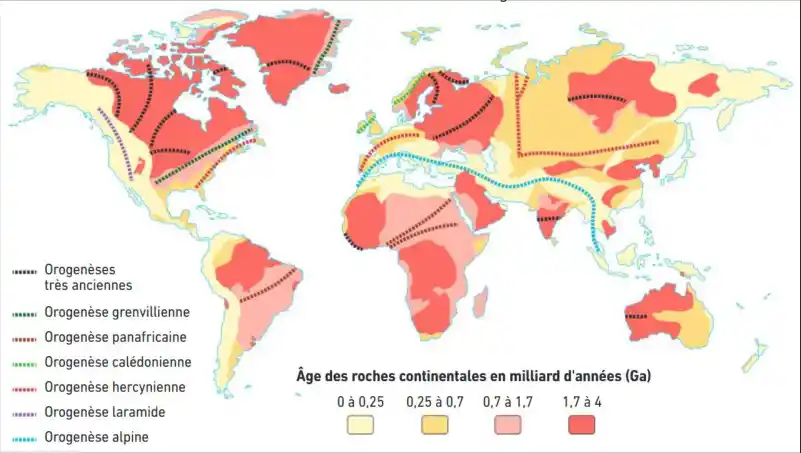 Orogenèses
très anciennes
Orogenèse grenvillienne
Orogenèse panafricaine
Orogenèse calédonienne
Orogenèse hercynienne
Orogenèse laramide
Orogenèse alpine
Âge des roches continentales en milliard d'années (Ga)
0 à 0,25 0,25 à 0,7 0,7 à 1,7 1,7 à 4